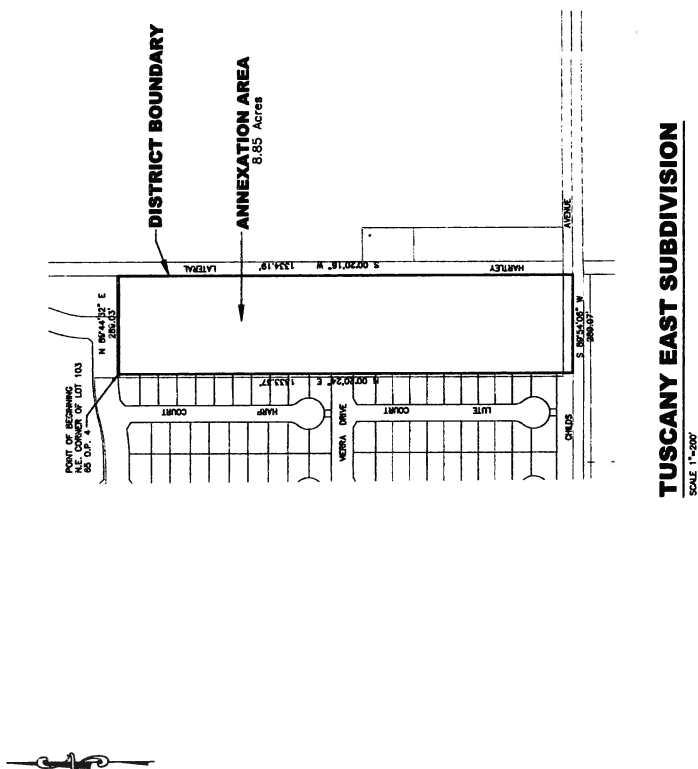 DISTRICT BOUNDARY
ANNEXATION AREA
8.85 Acres
POINT OF BEGINNING
N.E. CORNER OF LOT 103
65 O.P. 4
N 89°44'52" E
289.03'
S 00°20'16" W 1334.19'
HARTLEY LATERAL
N 00°20'24" E 1333.37'
HARP COURT
VIERRA DRIVE
LUTE COURT
CHILDS AVENUE
S 89°54'06" W
289.07'
TUSCANY EAST SUBDIVISION
SCALE 1"=200'